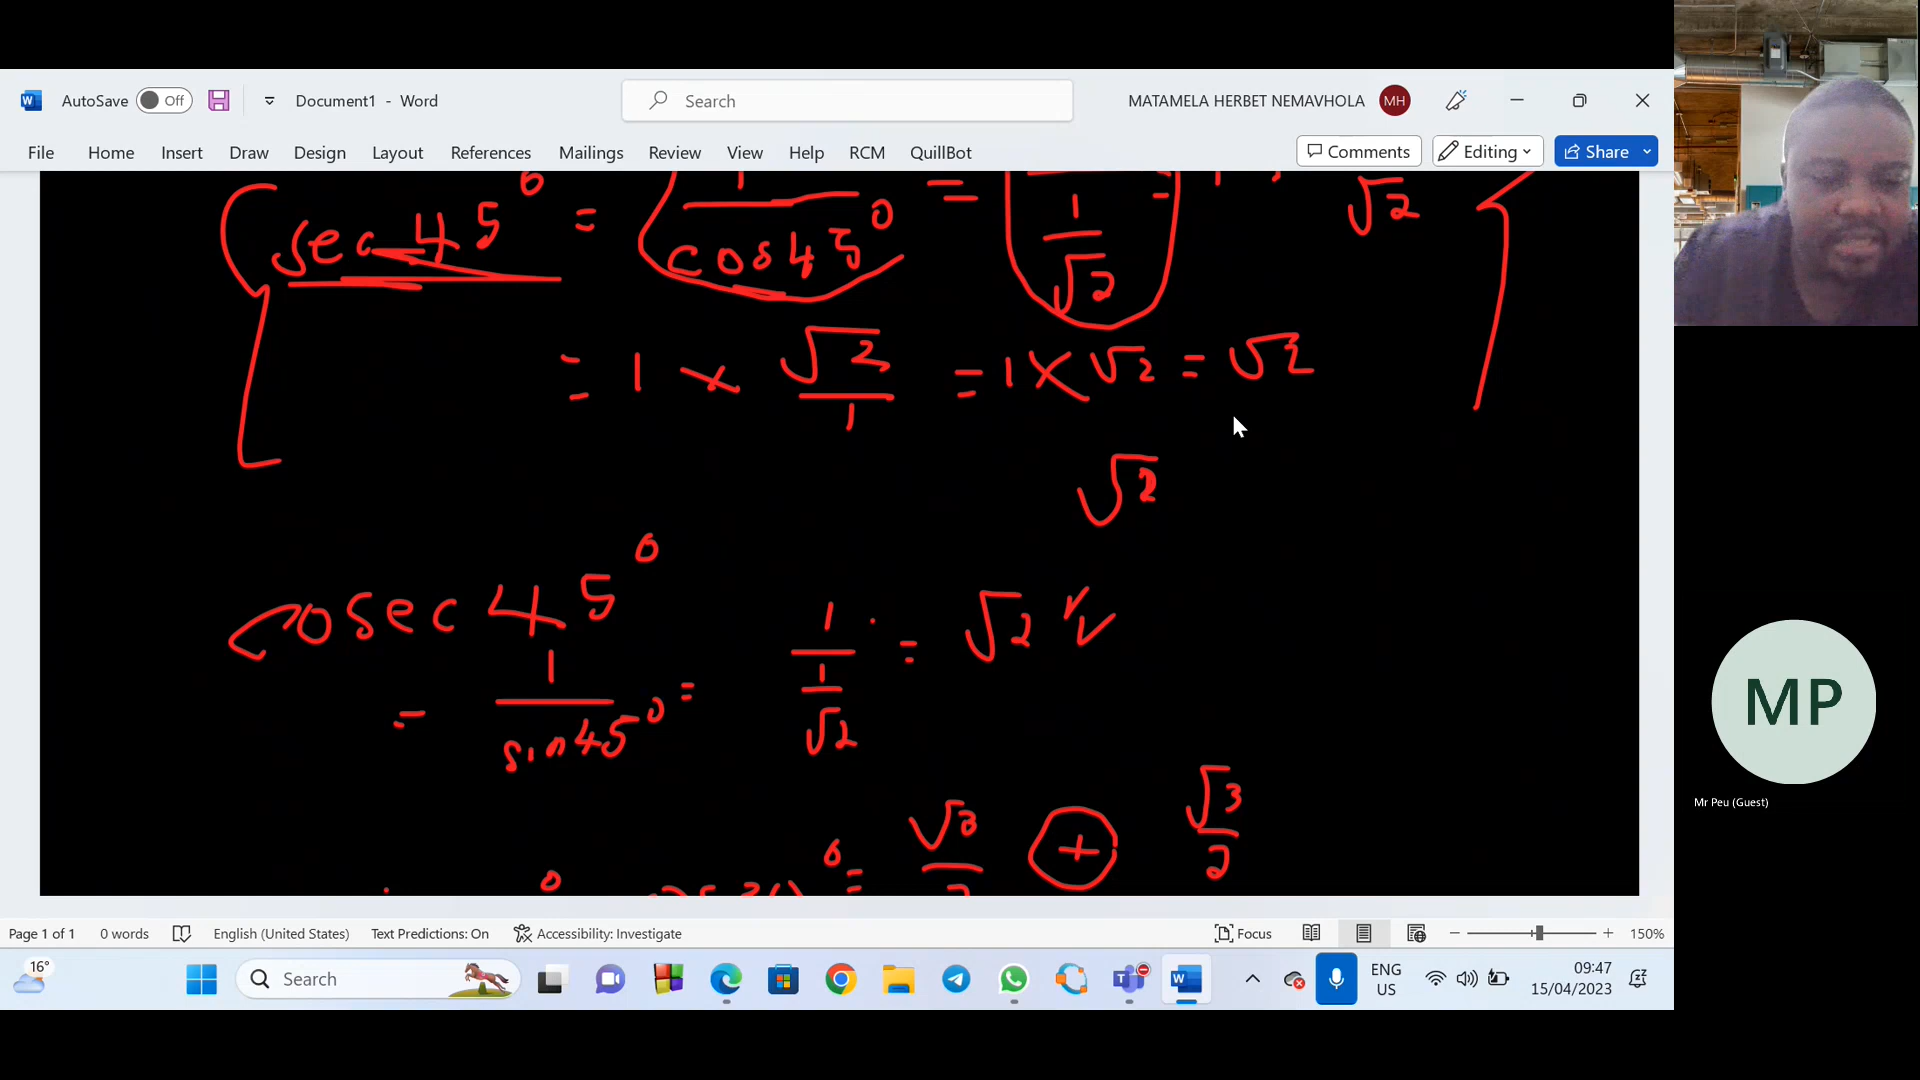 AutoSave Off Document1 - Word Search MATAMELA HERBET NEMAVHOLA MH
File Home Insert Draw Design Layout References Mailings Review View Help RCM QuillBot Comments Editing Share
sec 45° = 1/cos45° = 1/(1/√2) = √2
= 1 × √2/1 = 1 × √2 = √2
√2
cosec 45°
= 1/sin45° = 1/(1/√2) = √2
° ° = √3/2 + √3/2
MP
Mr Peu (Guest)
Page 1 of 1 0 words English (United States) Text Predictions: On Accessibility: Investigate Focus 150%
16° Search ENG US 09:47 15/04/2023